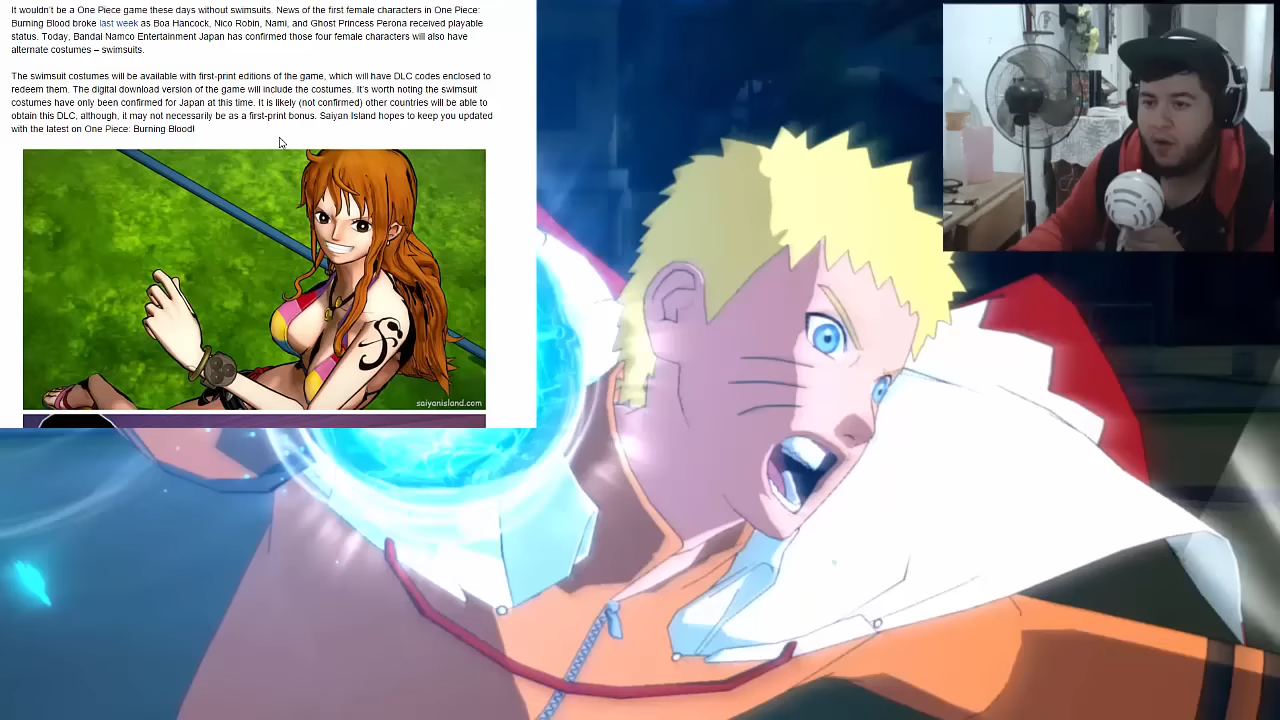 It wouldn't be a One Piece game these days without swimsuits. News of the first female characters in One Piece:
Burning Blood broke last week as Boa Hancock, Nico Robin, Nami, and Ghost Princess Perona received playable
status. Today, Bandai Namco Entertainment Japan has confirmed those four female characters will also have
alternate costumes – swimsuits.
The swimsuit costumes will be available with first-print editions of the game, which will have DLC codes enclosed to
redeem them. The digital download version of the game will include the costumes. It's worth noting the swimsuit
costumes have only been confirmed for Japan at this time. It is likely (not confirmed) other countries will be able to
obtain this DLC, although, it may not necessarily be as a first-print bonus. Saiyan Island hopes to keep you updated
with the latest on One Piece: Burning Blood!
saiyanisland.com